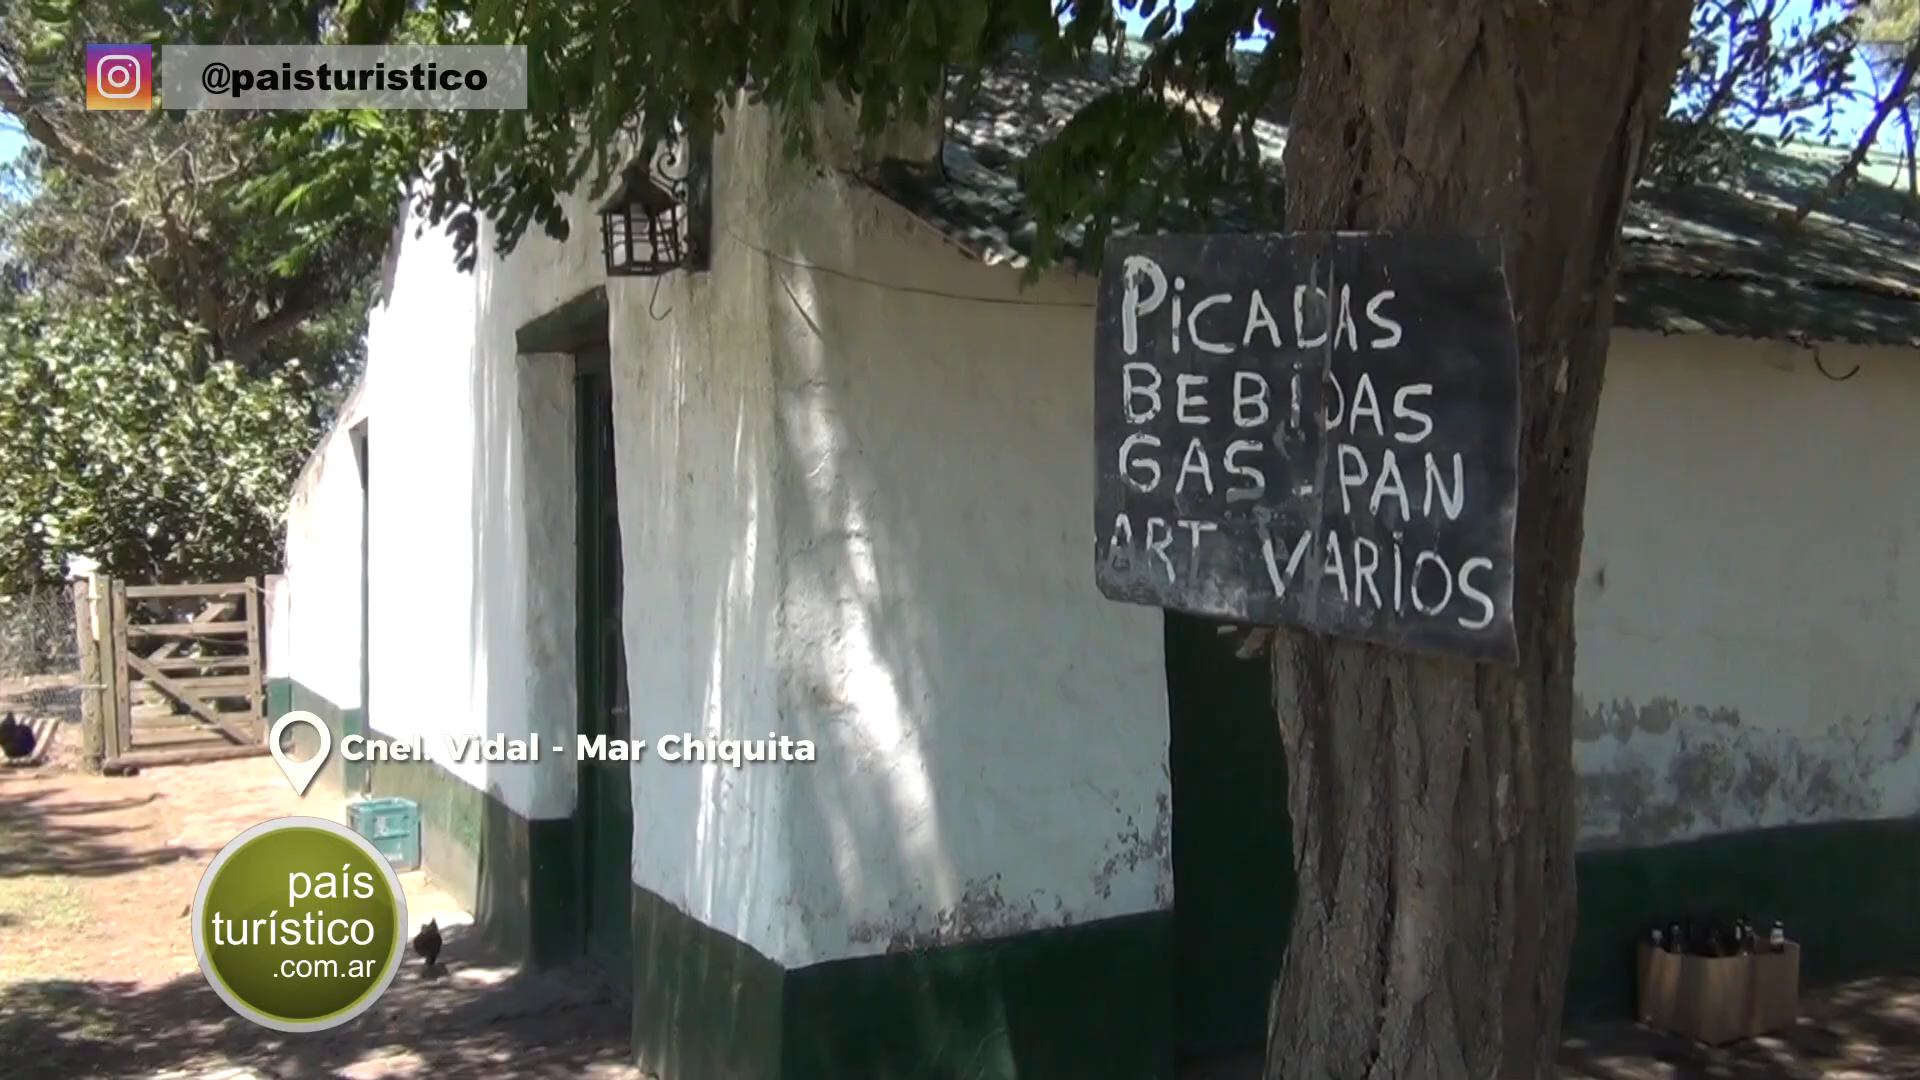 @paisturistico
PiCADAS
BEBiDAS
GAS - PAN
ART VARiOS
Cnel. Vidal - Mar Chiquita
país
turístico
.com.ar